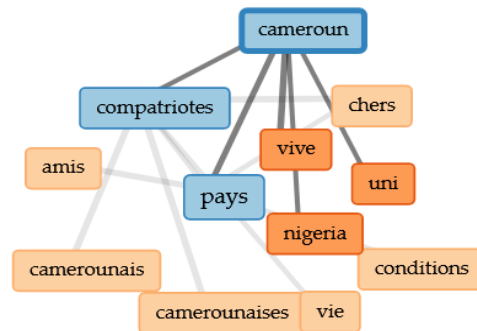 cameroun
compatriotes
chers
vive
amis
uni
pays
nigeria
camerounais
conditions
camerounaises
vie